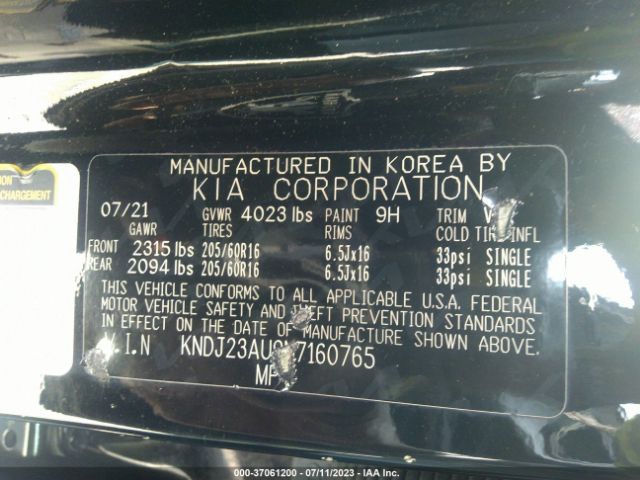 ON
CHARGEMENT
MANUFACTURED IN KOREA BY
KIA CORPORATION
07/21 GVWR 4023 lbs PAINT 9H TRIM
GAWR TIRES RIMS COLD TIRE INFL
FRONT 2315 lbs 205/60R16 6.5Jx16 33psi SINGLE
REAR 2094 lbs 205/60R16 6.5Jx16 33psi SINGLE
THIS VEHICLE CONFORMS TO ALL APPLICABLE U.S.A. FEDERAL
MOTOR VEHICLE SAFETY AND THEFT PREVENTION STANDARDS
IN EFFECT ON THE DATE OF MANUFACTURE SHOWN ABOVE.
V.I.N
000-37061200 - 07/11/2023 - IAA Inc.